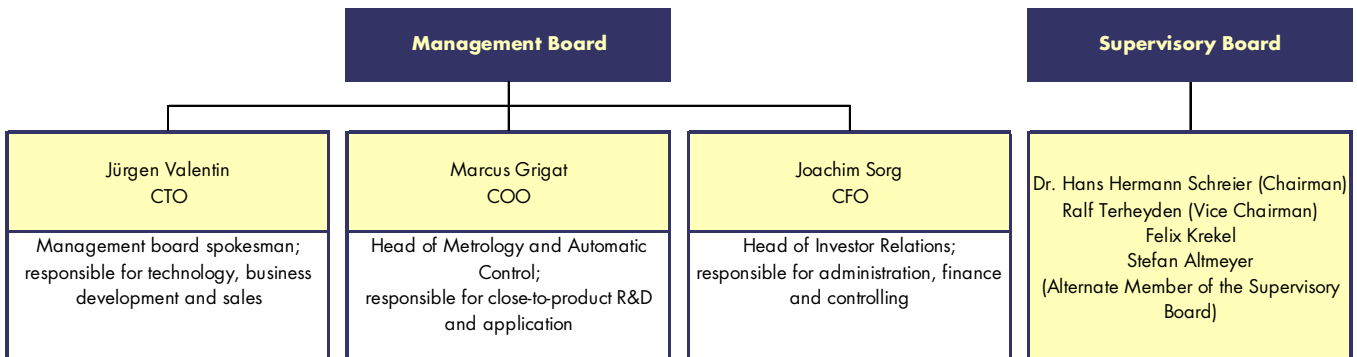 Management Board
Supervisory Board
Jürgen Valentin
CTO
Management board spokesman;
responsible for technology, business
development and sales
Marcus Grigat
COO
Head of Metrology and Automatic
Control;
responsible for close-to-product R&D
and application
Joachim Sorg
CFO
Head of Investor Relations;
responsible for administration, finance
and controlling
Dr. Hans Hermann Schreier (Chairman)
Ralf Terheyden (Vice Chairman)
Felix Krekel
Stefan Altmeyer
(Alternate Member of the Supervisory
Board)